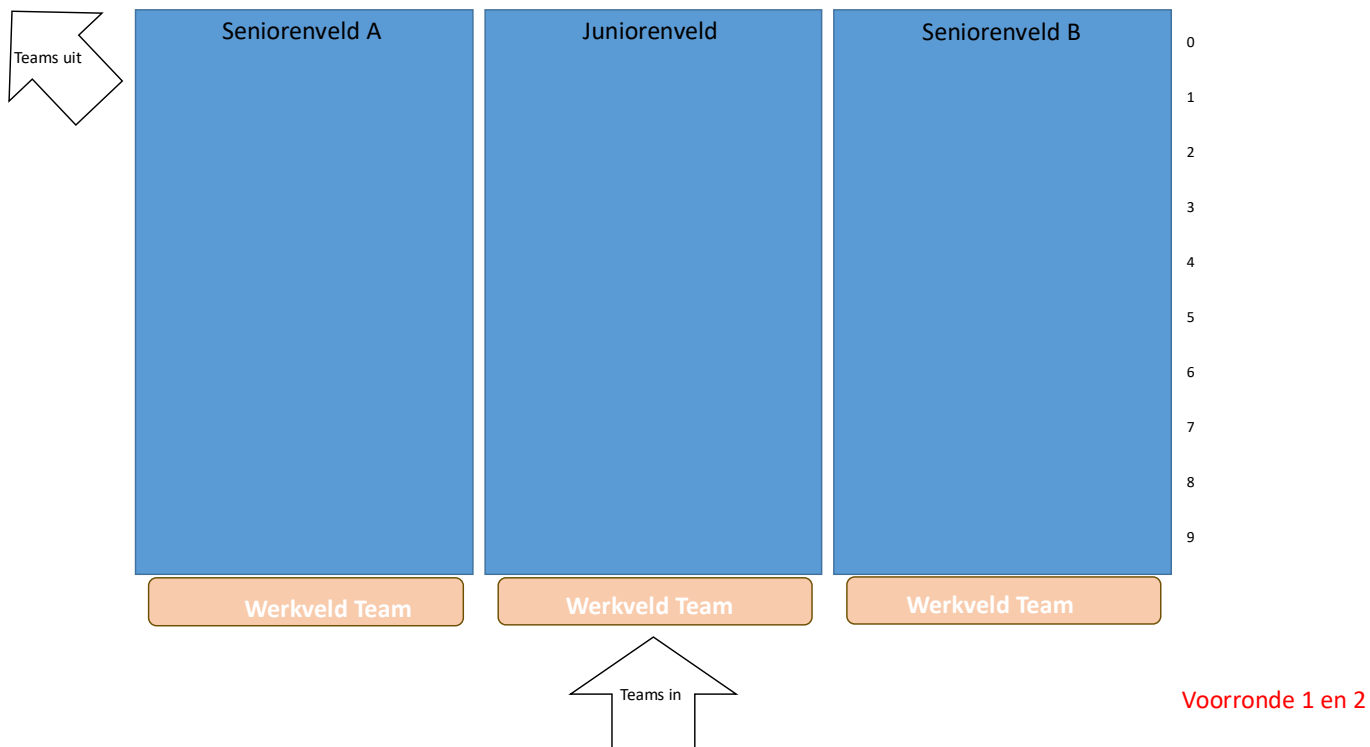 Seniorenveld A
Juniorenveld
Seniorenveld B
Teams uit
0
1
2
3
4
5
6
7
8
9
Werkveld Team
Werkveld Team
Werkveld Team
Teams in
Voorronde 1 en 2